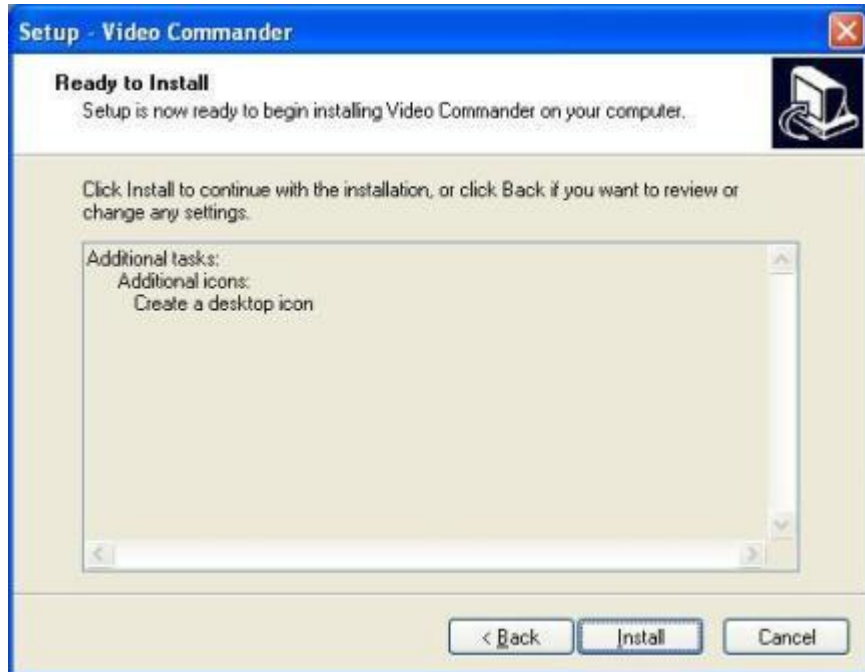 Setup - Video Commander
Ready to Install
Setup is now ready to begin installing Video Commander on your computer.
Click Install to continue with the installation, or click Back if you want to review or
change any settings.
Additional tasks:
Additional icons:
Create a desktop icon
< Back
Install
Cancel